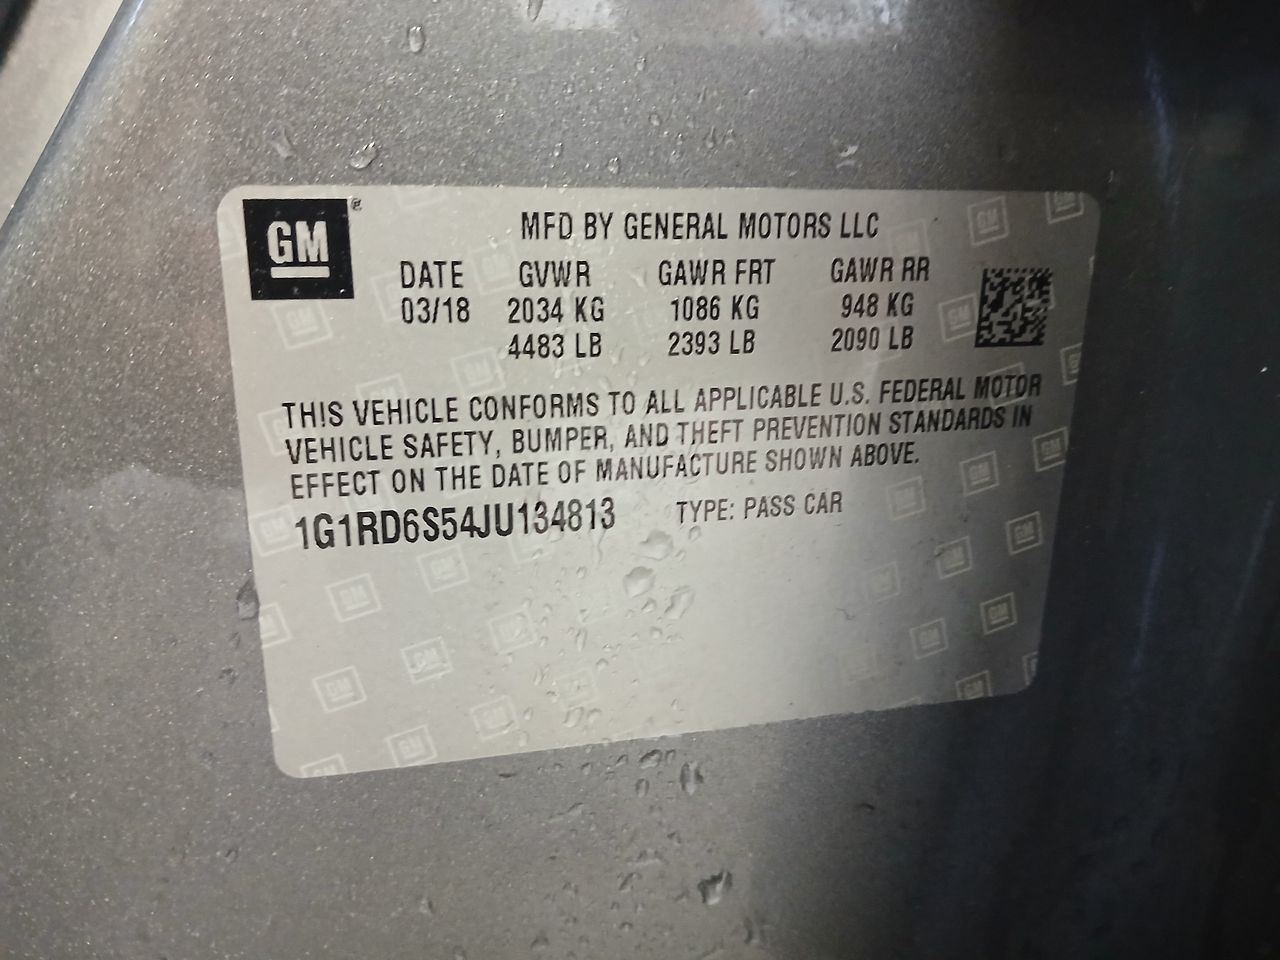 GM®
MFD BY GENERAL MOTORS LLC
DATE GVWR GAWR FRT GAWR RR
03/18 2034 KG 1086 KG 948 KG
4483 LB 2393 LB 2090 LB
THIS VEHICLE CONFORMS TO ALL APPLICABLE U.S. FEDERAL MOTOR
VEHICLE SAFETY, BUMPER, AND THEFT PREVENTION STANDARDS IN
EFFECT ON THE DATE OF MANUFACTURE SHOWN ABOVE.
1G1RD6S54JU134813 TYPE: PASS CAR